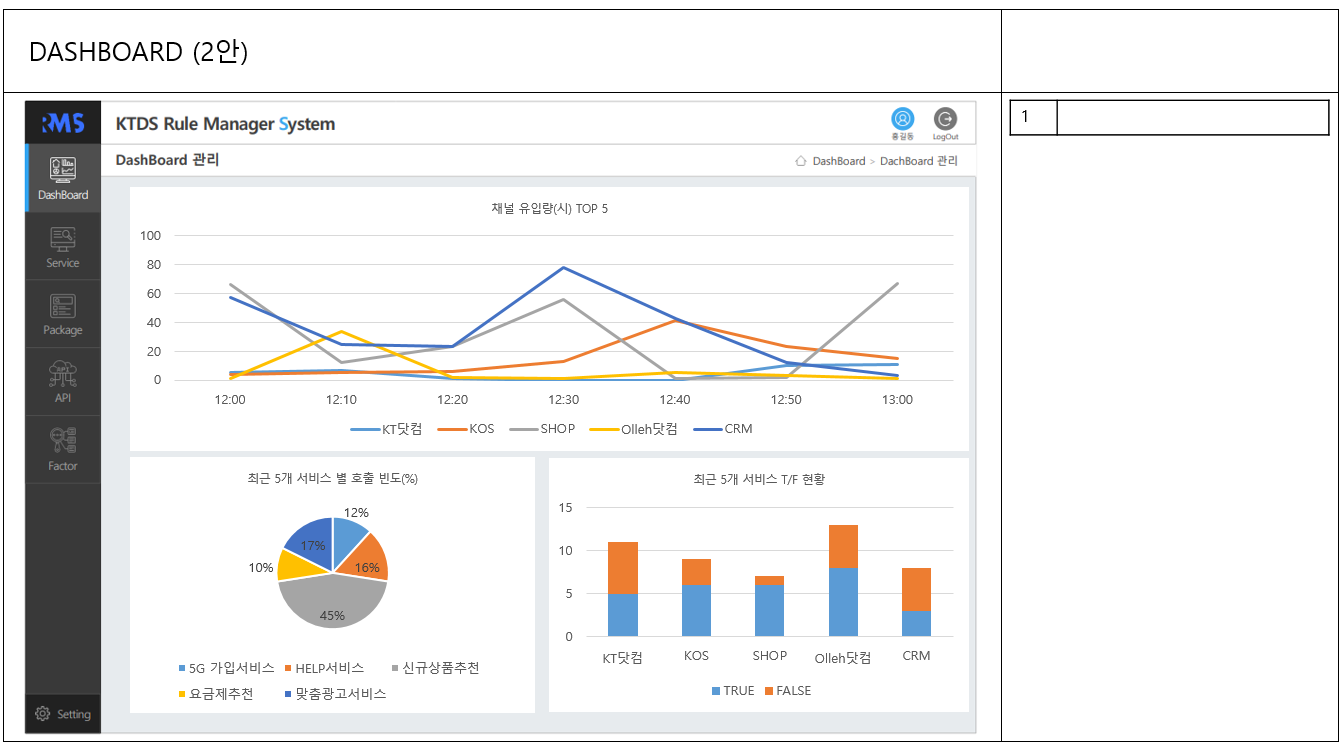 DASHBOARD (2안)
RMS
KTDS Rule Manager System
홍길동
LogOut
1
DashBoard 관리
DashBoard > DachBoard 관리
DashBoard
Service
Package
API
Factor
Setting
채널 유입량(시) TOP 5
100
80
60
40
20
0
12:00 12:10 12:20 12:30 12:40 12:50 13:00
KT닷컴 KOS SHOP Olleh닷컴 CRM
최근 5개 서비스 별 호출 빈도(%)
12%
17%
16%
10%
45%
5G 가입서비스 HELP서비스 신규상품추천
요금제추천 맞춤광고서비스
최근 5개 서비스 T/F 현황
15
10
5
0
KT닷컴 KOS SHOP Olleh닷컴 CRM
TRUE FALSE